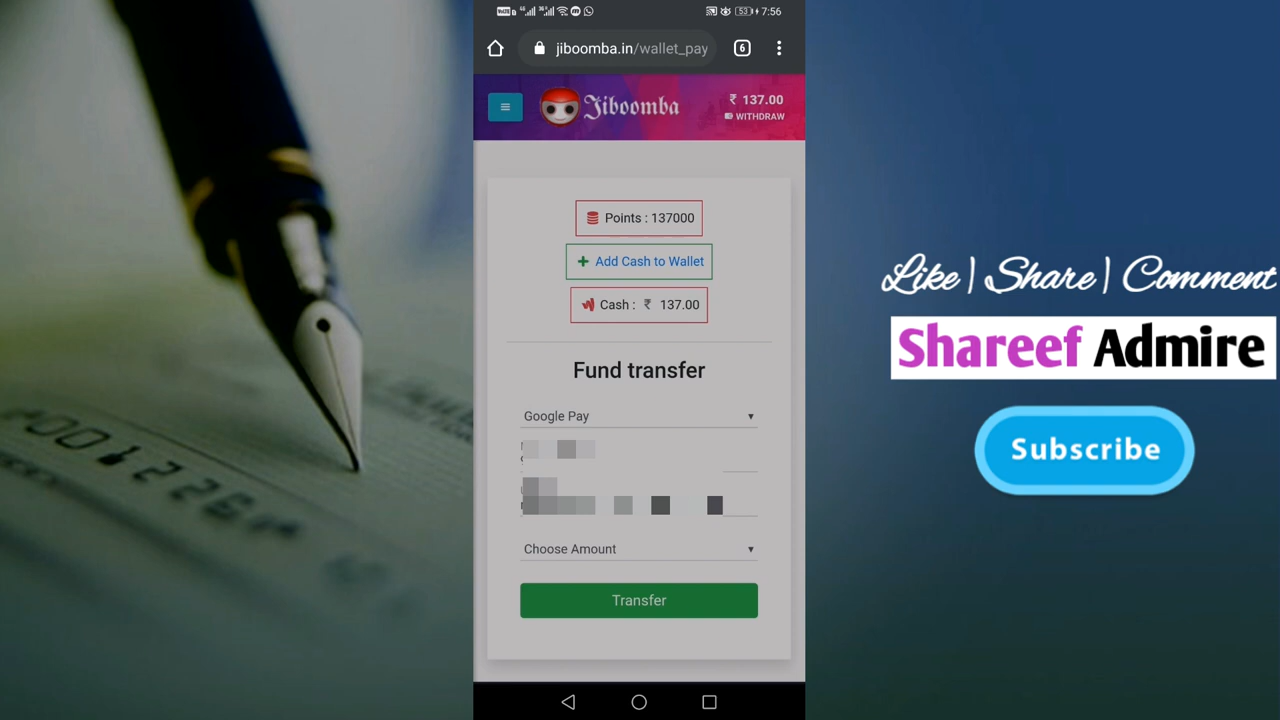 53 7:56
jiboomba.in/wallet_pay
6
Jiboomba
₹ 137.00
WITHDRAW
Points : 137000
Add Cash to Wallet
Cash : ₹ 137.00
Fund transfer
Google Pay
Choose Amount
Transfer
Like | Share | Comment
Shareef Admire
Subscribe